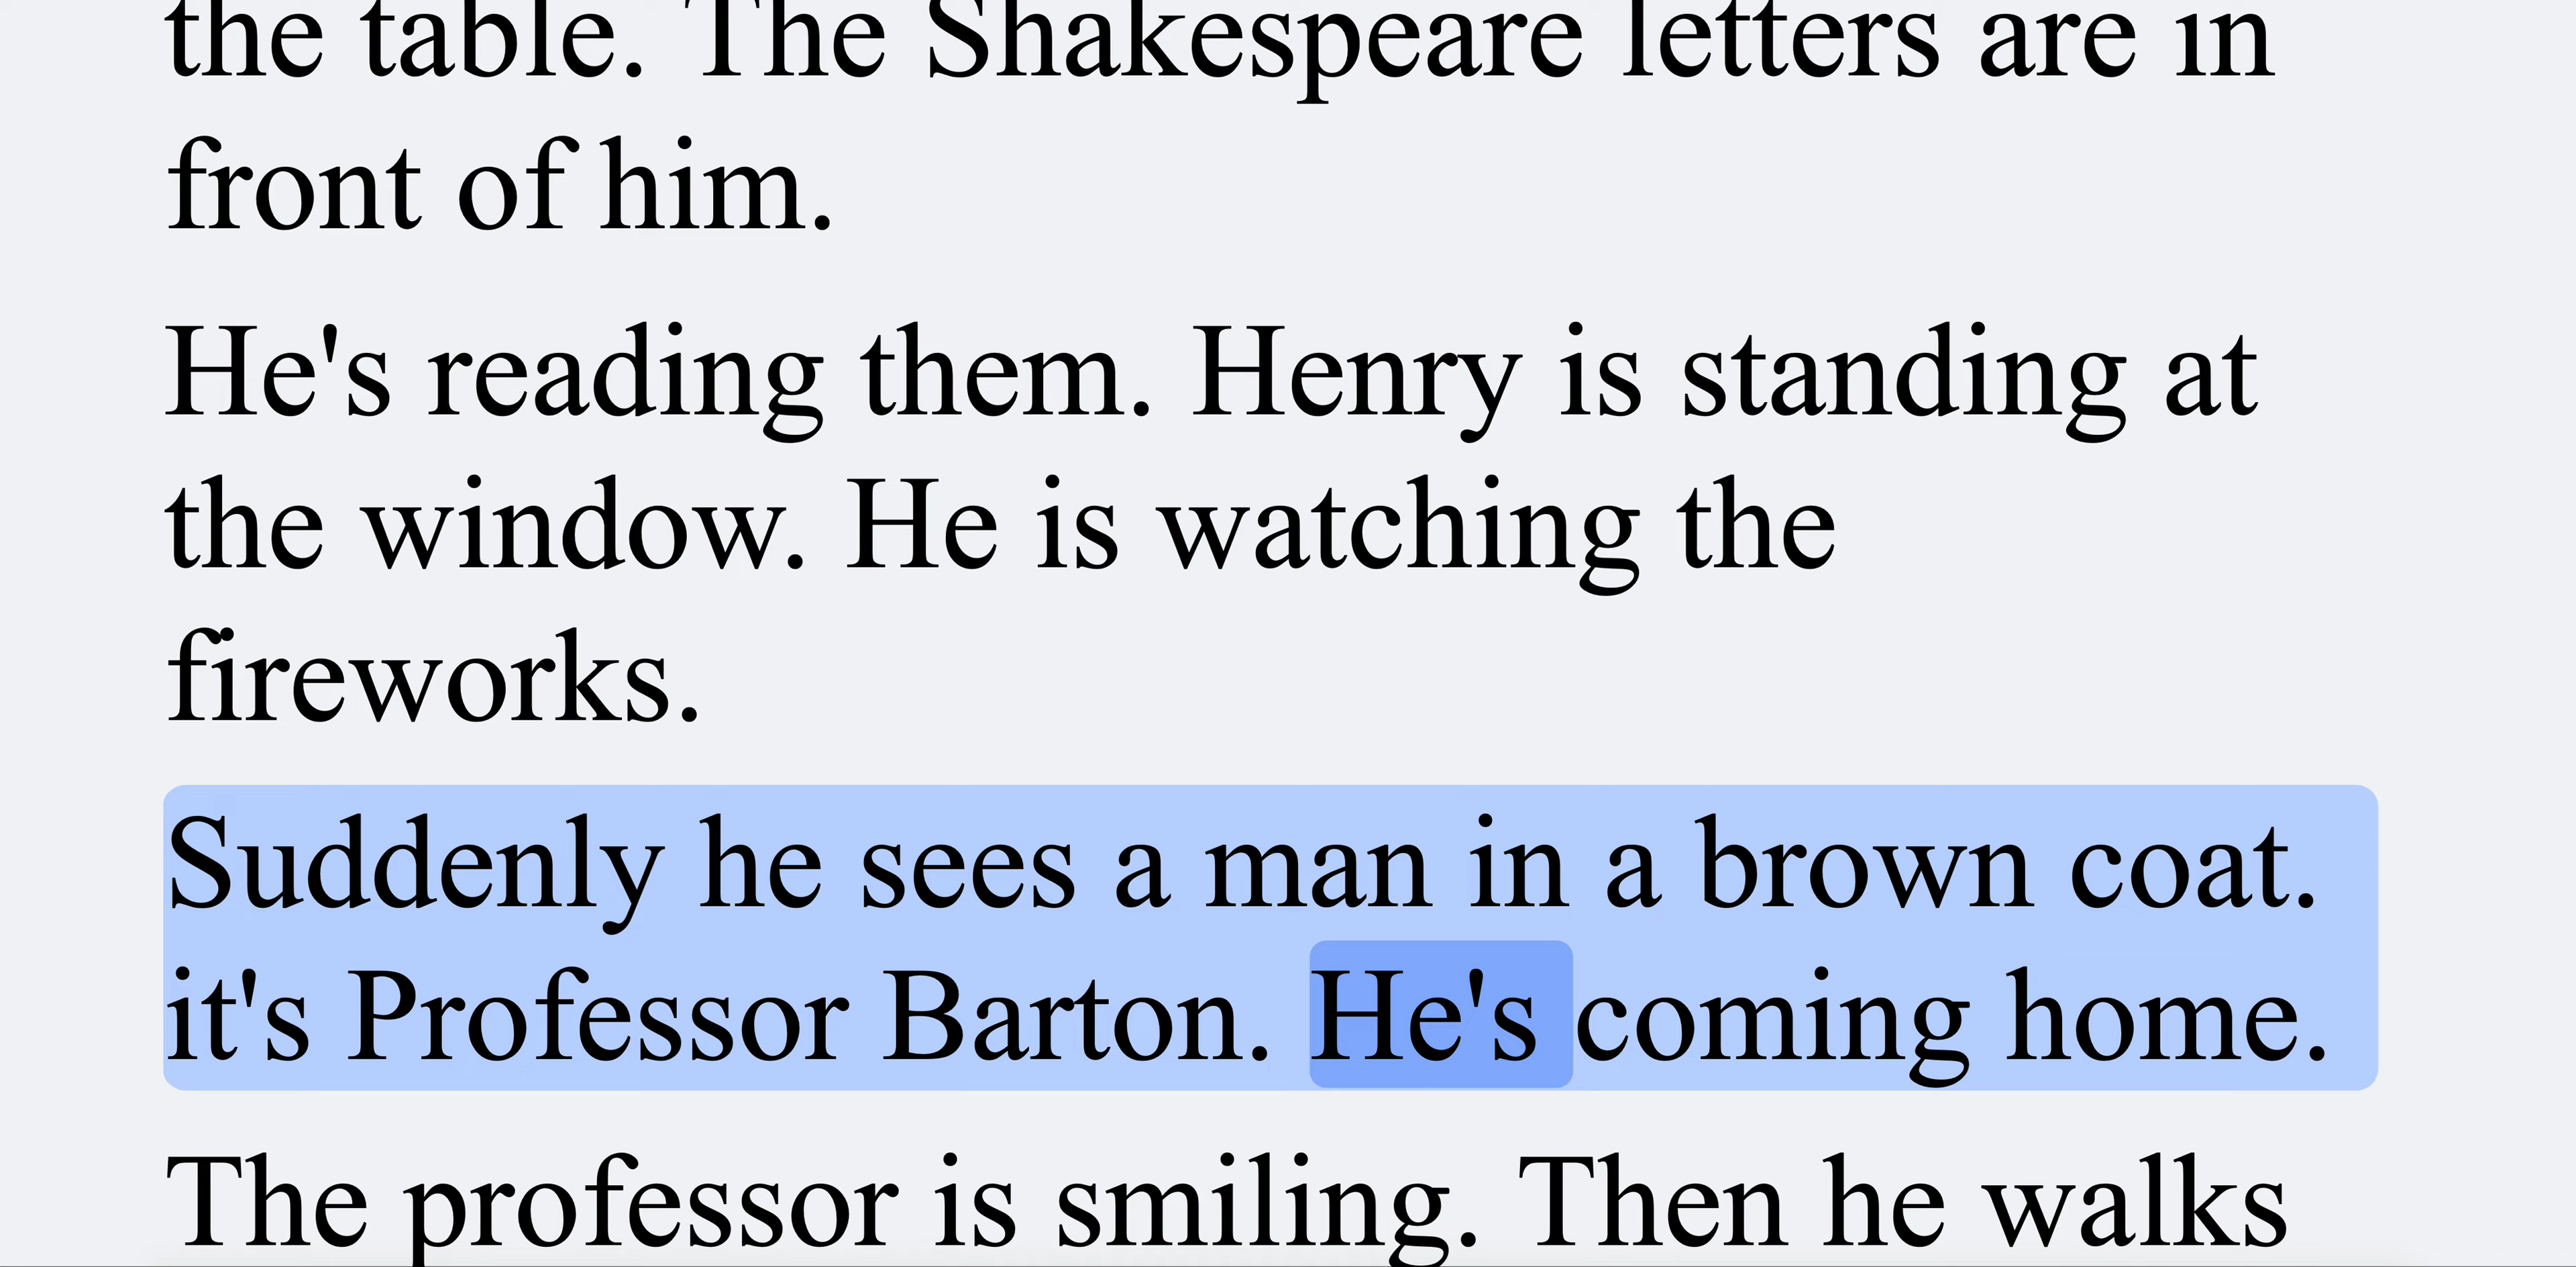 the table. The Shakespeare letters are in
front of him.
He's reading them. Henry is standing at
the window. He is watching the
fireworks.
Suddenly he sees a man in a brown coat.
it's Professor Barton. He's coming home.
The professor is smiling. Then he walks